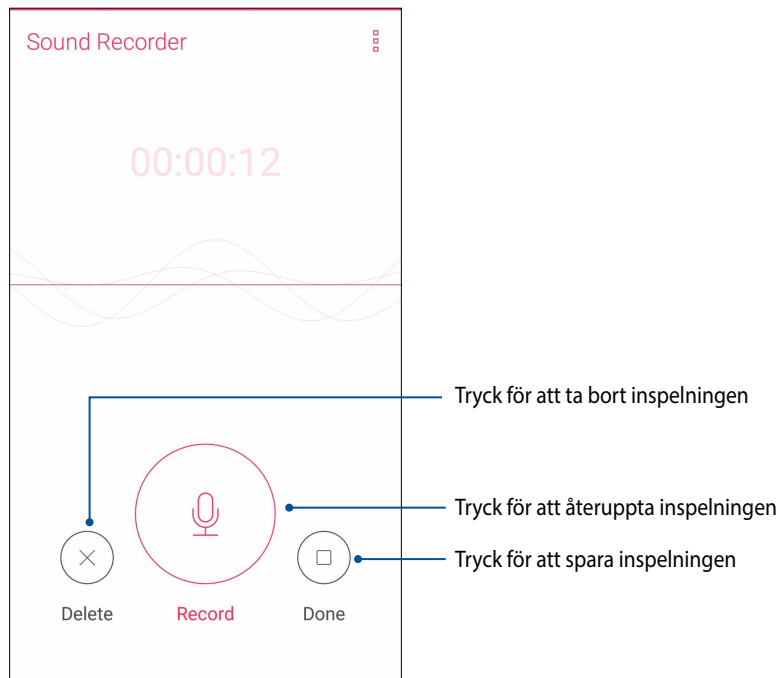 Sound Recorder
00:00:12
Tryck för att ta bort inspelningen
Tryck för att återuppta inspelningen
Tryck för att spara inspelningen
Delete
Record
Done